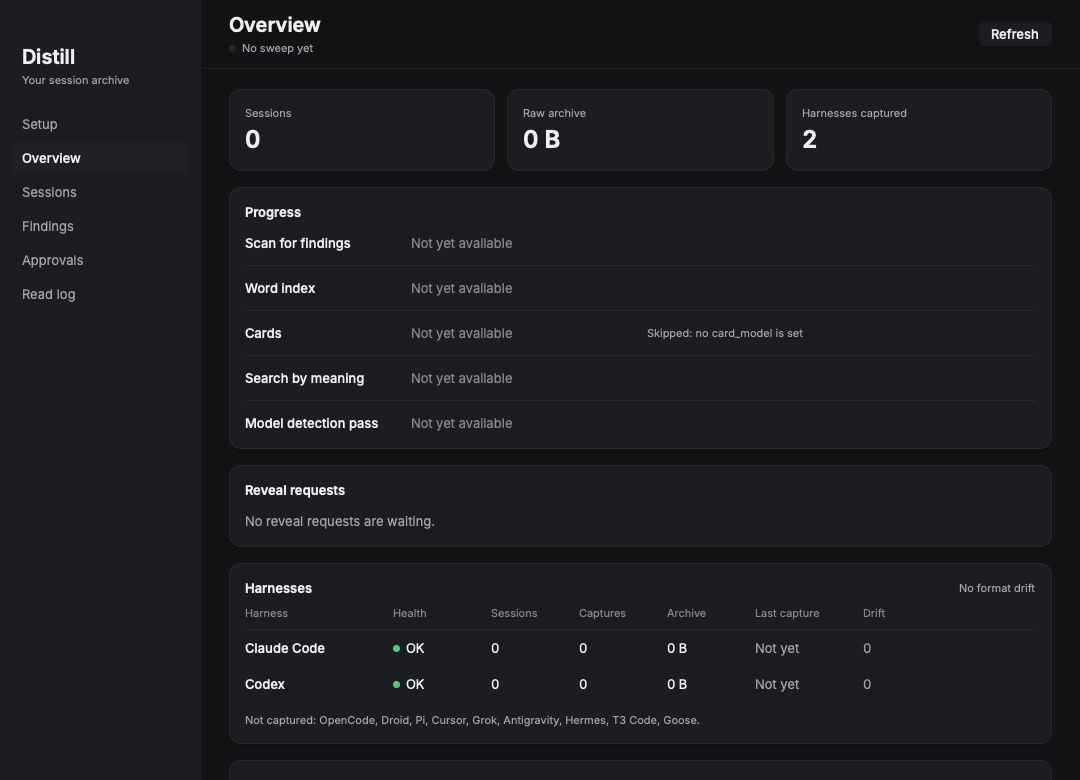 Distill
Your session archive
Setup
Overview
Sessions
Findings
Approvals
Read log
Overview
No sweep yet
Refresh
Sessions
0
Raw archive
0 B
Harnesses captured
2
Progress
Scan for findings Not yet available
Word index Not yet available
Cards Not yet available Skipped: no card_model is set
Search by meaning Not yet available
Model detection pass Not yet available
Reveal requests
No reveal requests are waiting.
Harnesses No format drift
Harness Health Sessions Captures Archive Last capture Drift
Claude Code OK 0 0 0 B Not yet 0
Codex OK 0 0 0 B Not yet 0
Not captured: OpenCode, Droid, Pi, Cursor, Grok, Antigravity, Hermes, T3 Code, Goose.